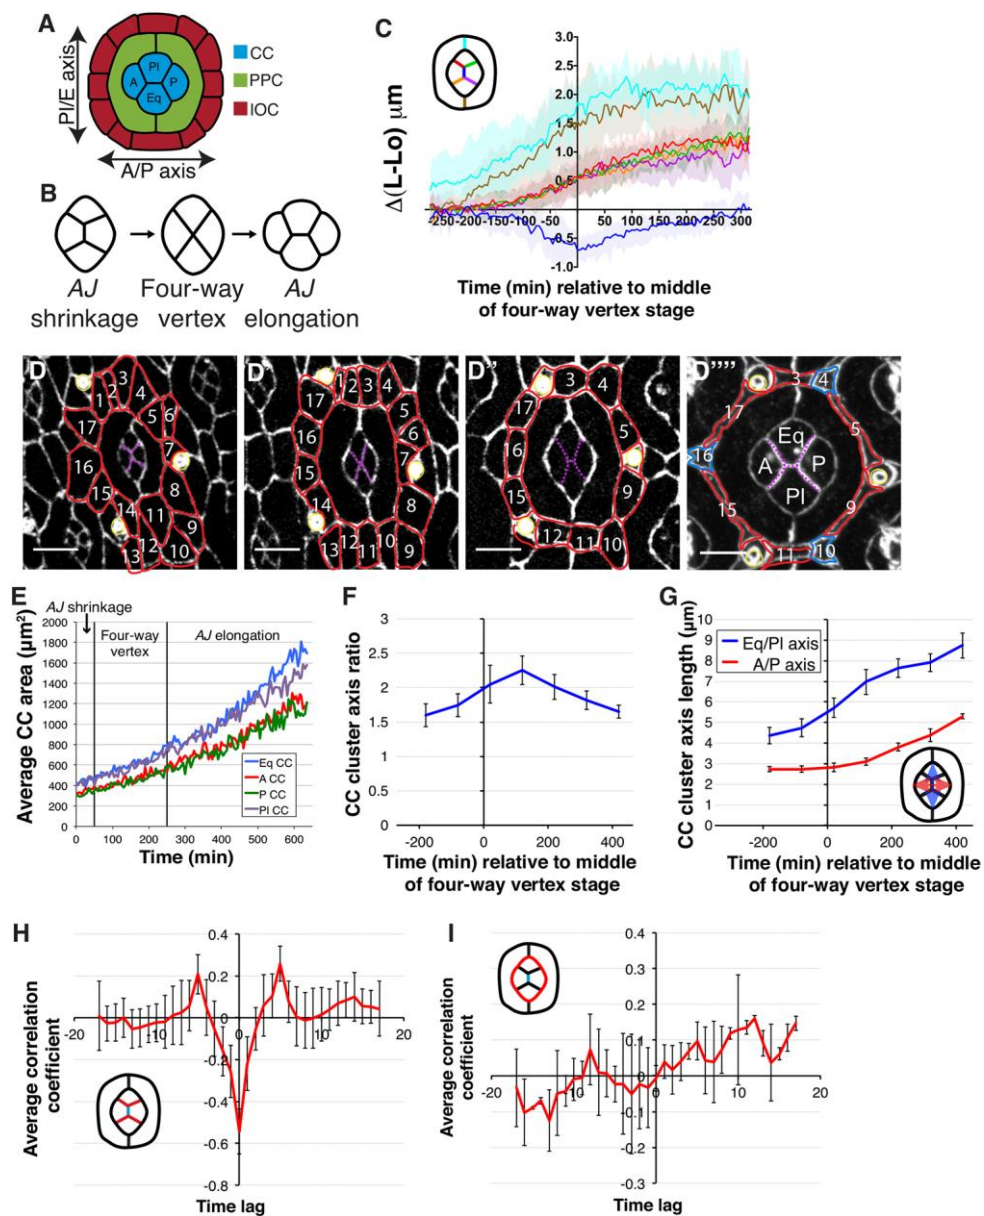 A
Pl/E axis
Pl
A
P
Eq
A/P axis
CC
PPC
IOC
B
AJ shrinkage
Four-way vertex
AJ elongation
C
Δ(L-Lo) μm
3.0
2.5
2.0
1.5
1.0
0.5
-250 -200 -150 -100 -50 50 100 150 200 250 300
-0.5
-1.0
Time (min) relative to middle
of four-way vertex stage
D
1 2 3 4 5 6 7 8 9 10 11 12 13 14 15 16 17
D'
1 2 3 4 5 6 7 8 9 10 11 12 13 14 15 16 17
D''
3 4 5 9 10 11 12 15 16 17
D''''
3 4 5 9 10 11 15 16 17
Eq
A P
Pl
E
AJ shrinkage
Four-way
vertex
AJ elongation
Average CC area (μm²)
2000
1800
1600
1400
1200
1000
800
600
400
200
0
0 100 200 300 400 500 600
Eq CC
A CC
P CC
Pl CC
Time (min)
F
CC cluster axis ratio
3
2.5
2
1.5
1
0.5
0
-200 0 200 400
Time (min) relative to middle
of four-way vertex stage
G
CC cluster axis length (μm)
10
9
8
7
6
5
4
3
2
1
0
Eq/Pl axis
A/P axis
-200 0 200 400
Time (min) relative to middle
of four-way vertex stage
H
Average correlation
coefficient
0.4
0.2
0
-0.2
-0.4
-0.6
-0.8
-20 -10 0 10 20
Time lag
I
Average correlation
coefficient
0.4
0.3
0.2
0.1
0
-0.1
-0.2
-0.3
-20 -10 0 10 20
Time lag